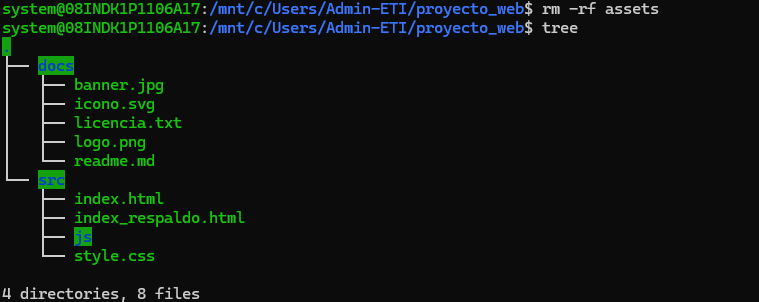 system@08INDK1P1106A17:/mnt/c/Users/Admin-ETI/proyecto_web$ rm -rf assets
system@08INDK1P1106A17:/mnt/c/Users/Admin-ETI/proyecto_web$ tree
.
├── docs
│   ├── banner.jpg
│   ├── icono.svg
│   ├── licencia.txt
│   ├── logo.png
│   └── readme.md
└── src
    ├── index.html
    ├── index_respaldo.html
    ├── js
    └── style.css

4 directories, 8 files